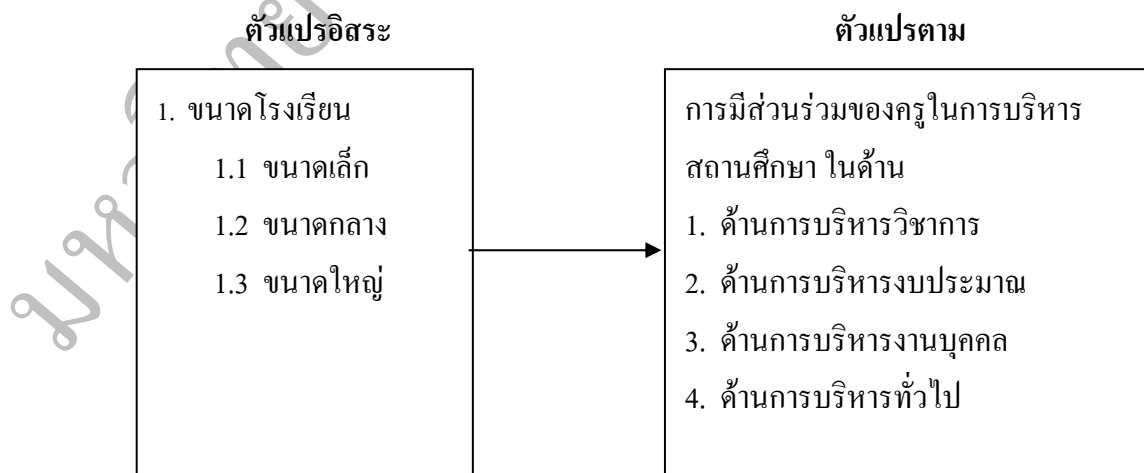 ตัวแปรอิสระ
1. ขนาดโรงเรียน
1.1 ขนาดเล็ก
1.2 ขนาดกลาง
1.3 ขนาดใหญ่
ตัวแปรตาม
การมีส่วนร่วมของครูในการบริหาร
สถานศึกษา ในด้าน
1. ด้านการบริหารวิชาการ
2. ด้านการบริหารงบประมาณ
3. ด้านการบริหารงานบุคคล
4. ด้านการบริหารทั่วไป